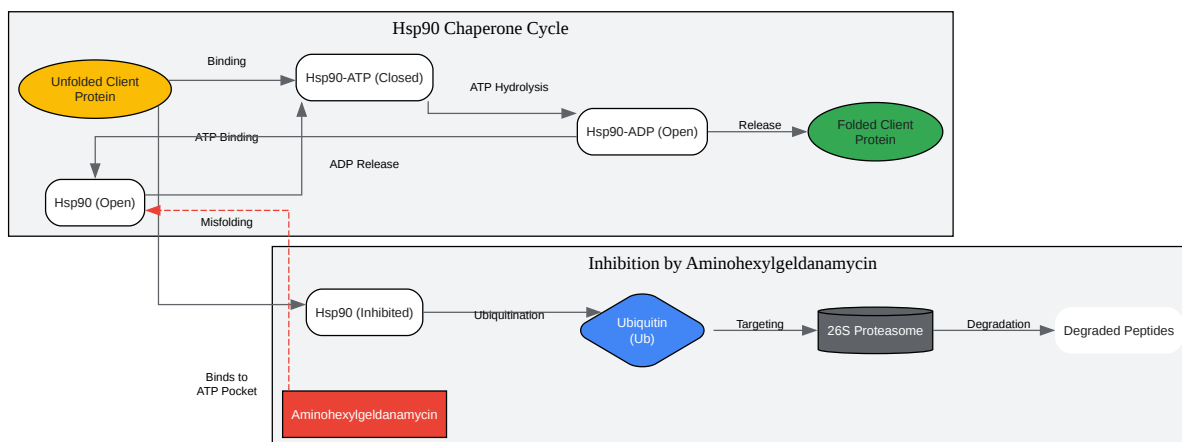 Hsp90 Chaperone Cycle
Unfolded Client
Protein
Binding
Hsp90-ATP (Closed)
ATP Hydrolysis
Hsp90-ADP (Open)
Release
Folded Client
Protein
ATP Binding
ADP Release
Hsp90 (Open)
Misfolding
Inhibition by Aminohexylgeldanamycin
Hsp90 (Inhibited)
Ubiquitination
Ubiquitin
(Ub)
Targeting
26S Proteasome
Degradation
Degraded Peptides
Binds to
ATP Pocket
Aminohexylgeldanamycin